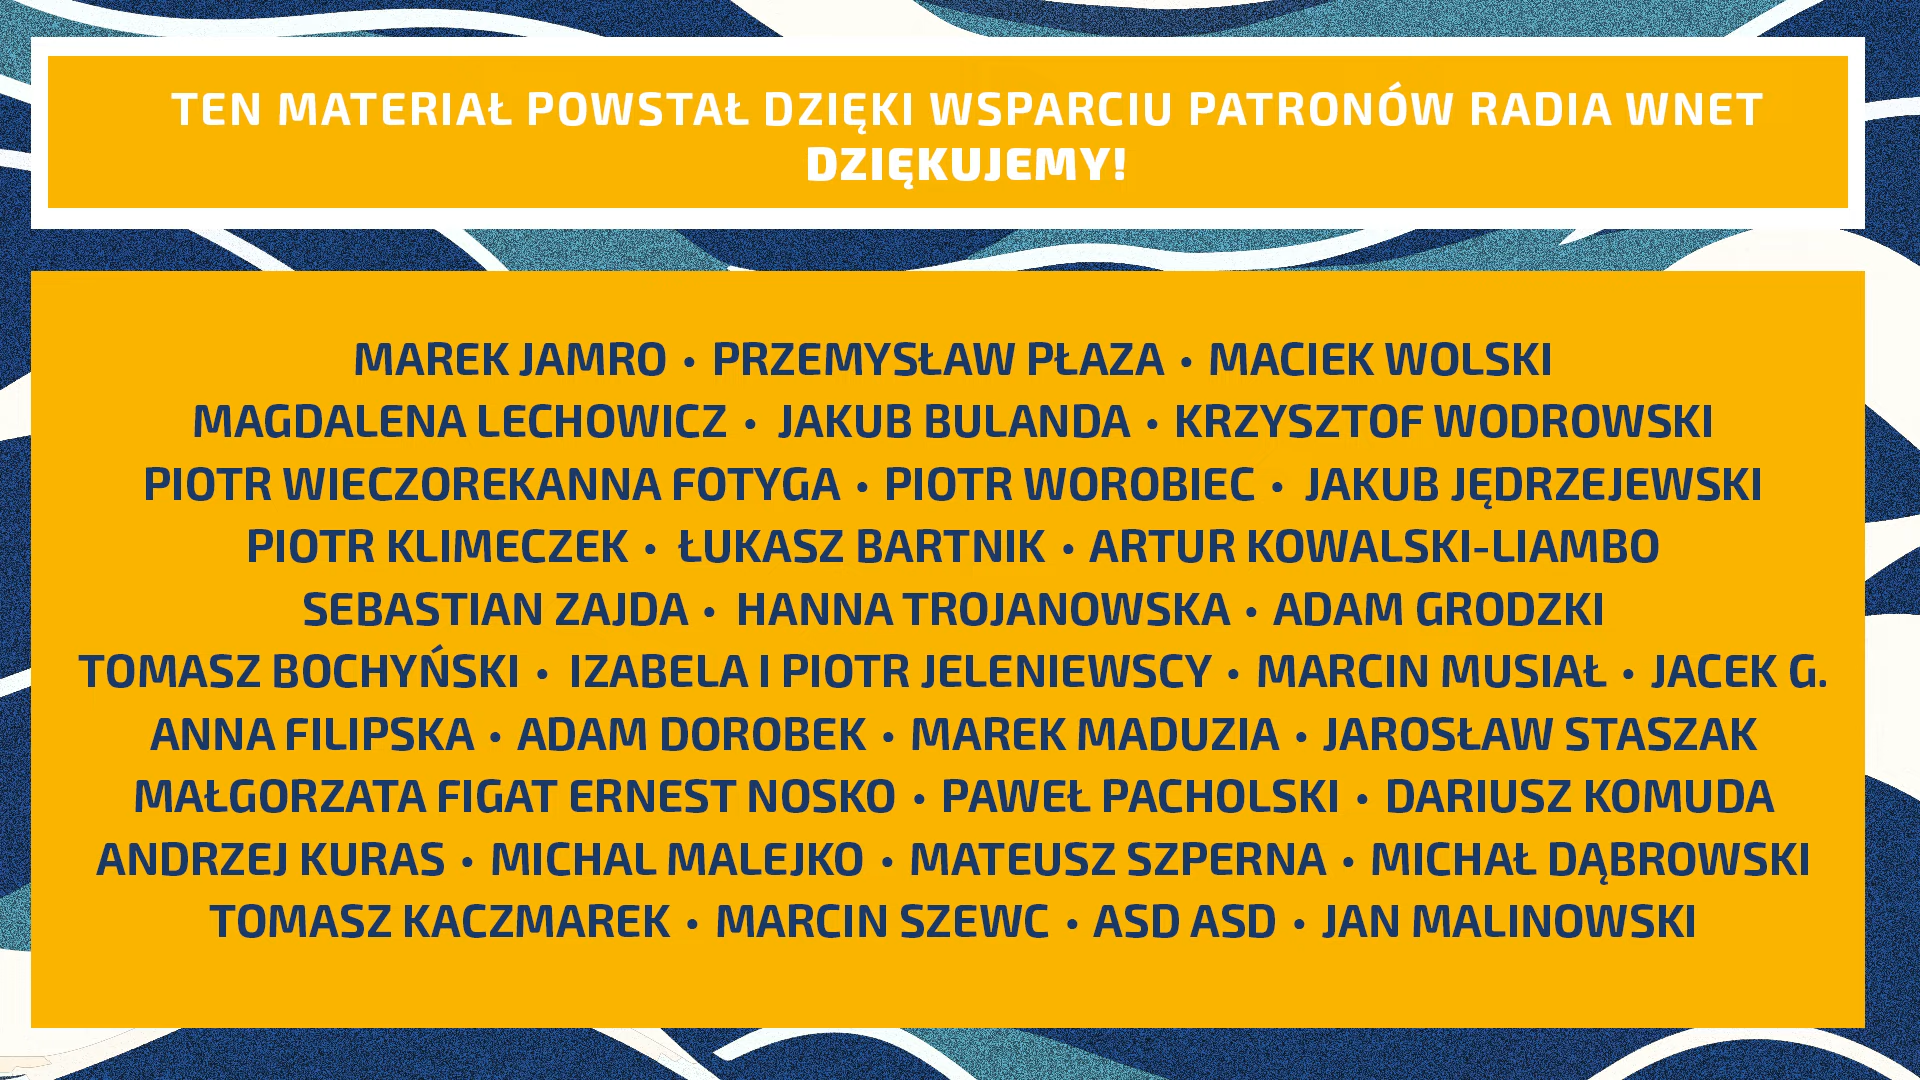 TEN MATERIAŁ POWSTAŁ DZIĘKI WSPARCIU PATRONÓW RADIA WNET
DZIĘKUJEMY!
MAREK JAMRO • PRZEMYSŁAW PŁAZA • MACIEK WOLSKI
MAGDALENA LECHOWICZ • JAKUB BULANDA • KRZYSZTOF WODROWSKI
PIOTR WIECZOREKANNA FOTYGA • PIOTR WOROBIEC • JAKUB JĘDRZEJEWSKI
PIOTR KLIMECZEK • ŁUKASZ BARTNIK • ARTUR KOWALSKI-LIAMBO
SEBASTIAN ZAJDA • HANNA TROJANOWSKA • ADAM GRODZKI
TOMASZ BOCHYŃSKI • IZABELA I PIOTR JELENIEWSCY • MARCIN MUSIAŁ • JACEK G.
ANNA FILIPSKA • ADAM DOROBEK • MAREK MADUZIA • JAROSŁAW STASZAK
MAŁGORZATA FIGAT ERNEST NOSKO • PAWEŁ PACHOLSKI • DARIUSZ KOMUDA
ANDRZEJ KURAS • MICHAL MALEJKO • MATEUSZ SZPERNA • MICHAŁ DĄBROWSKI
TOMASZ KACZMAREK • MARCIN SZEWC • ASD ASD • JAN MALINOWSKI